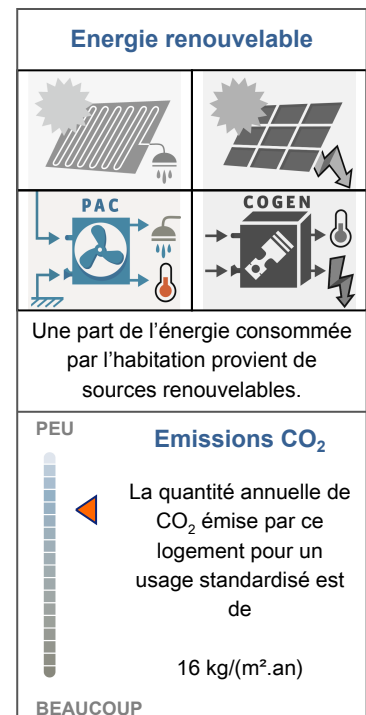 Energie renouvelable
PAC
COGEN
Une part de l'énergie consommée
par l'habitation provient de
sources renouvelables.
PEU
Emissions CO₂
La quantité annuelle de
CO₂ émise par ce
logement pour un
usage standardisé est
de
16 kg/(m².an)
BEAUCOUP